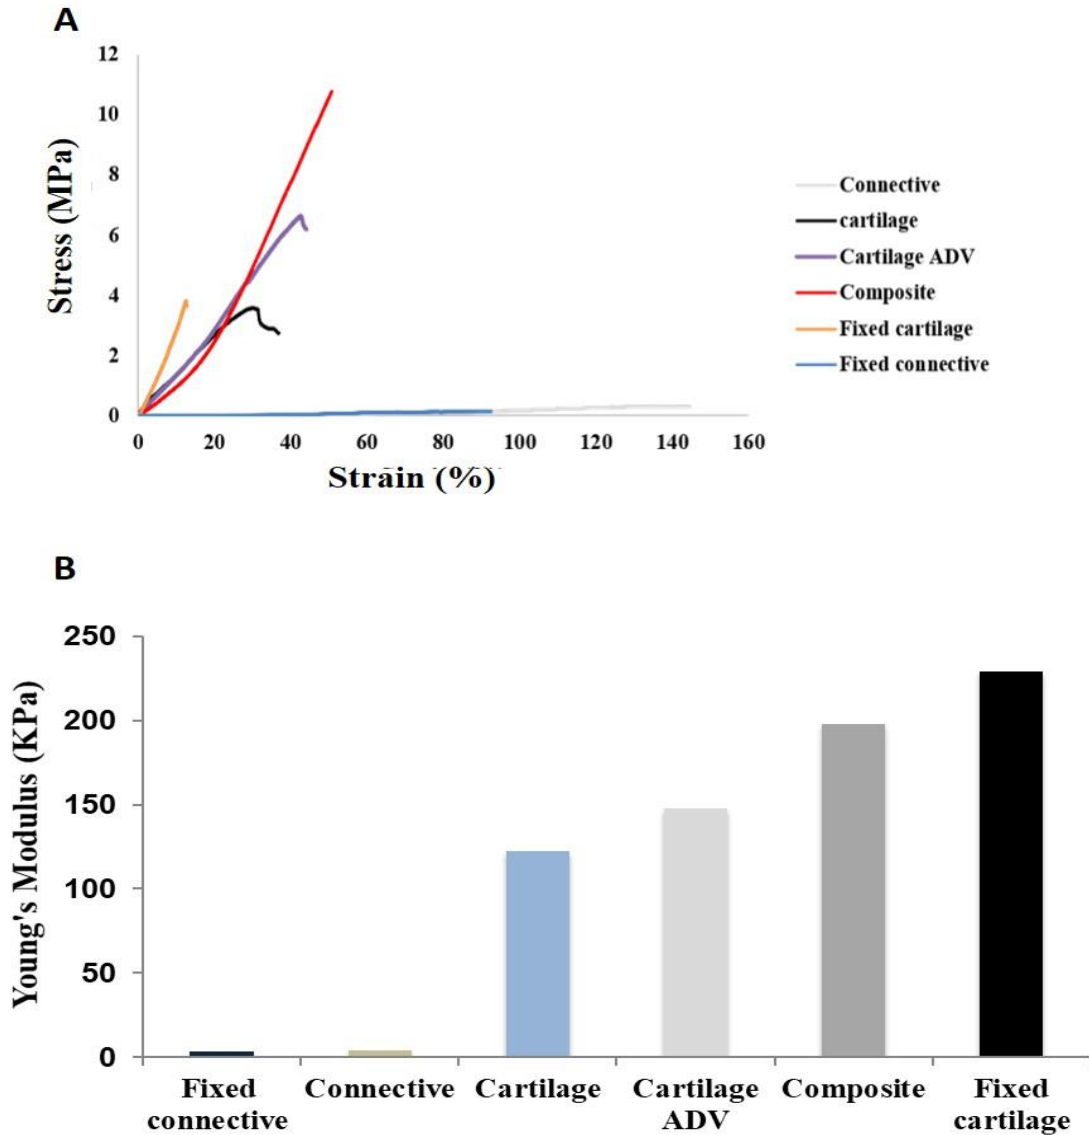 A
12
10
8
6
4
2
0
Stress (MPa)
0 20 40 60 80 100 120 140 160
Strain (%)
Connective
cartilage
Cartilage ADV
Composite
Fixed cartilage
Fixed connective
B
250
200
150
100
50
0
Young's Modulus (KPa)
Fixed connective
Connective
Cartilage
Cartilage ADV
Composite
Fixed cartilage